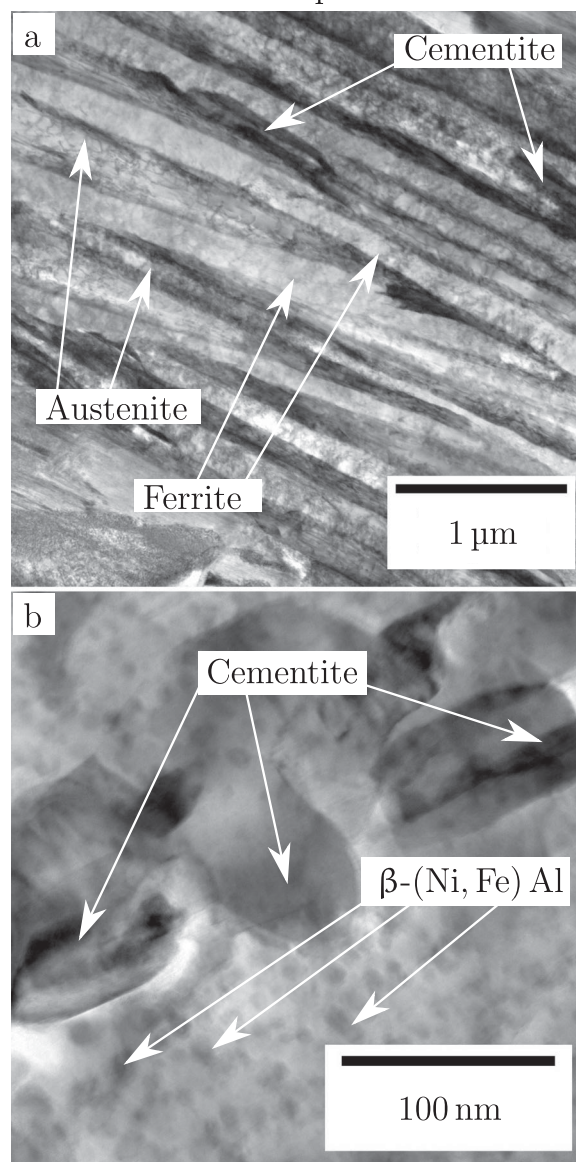 a
Cementite
Austenite
Ferrite
1 µm
b
Cementite
β-(Ni, Fe) Al
100 nm